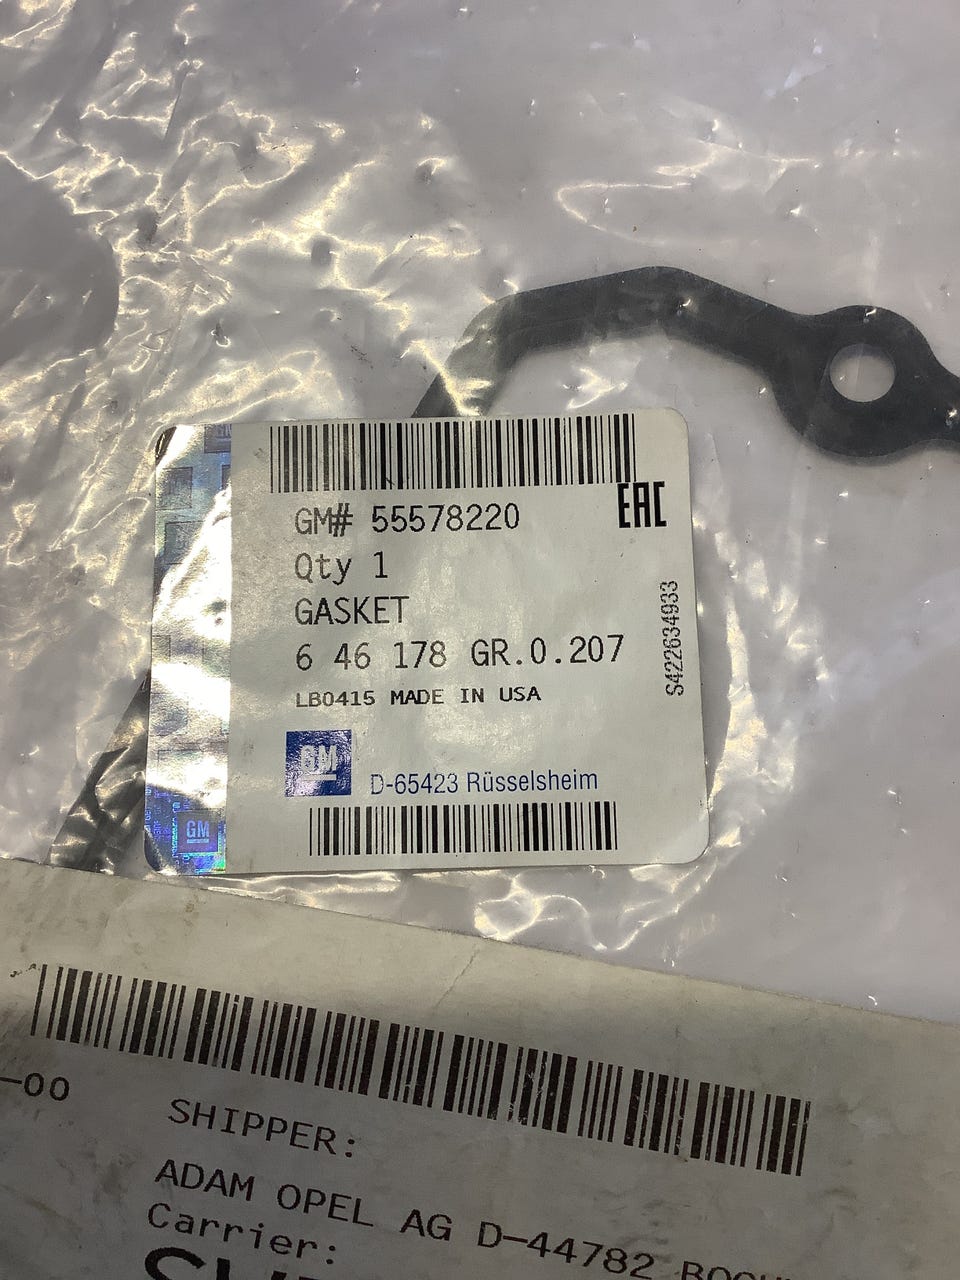 GM# 55578220
EAC
Qty 1
GASKET
6 46 178 GR.0.207
LB0415 MADE IN USA
S422634933
GM
D-65423 Rüsselsheim
GM
-00
SHIPPER:
ADAM OPEL AG D-44782
Carrier: